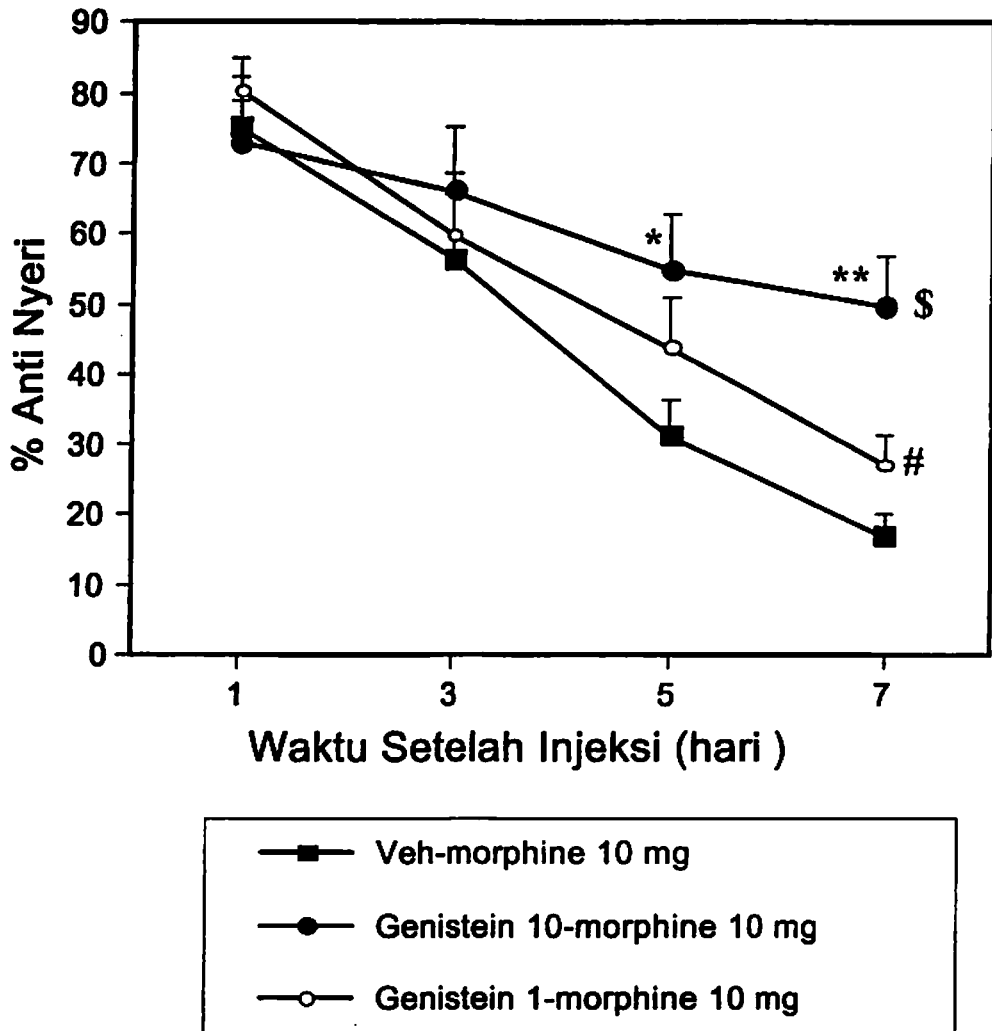 90
80
70
60
50
40
30
20
10
0
% Anti Nyeri
*
**
$
#
1 3 5 7
Waktu Setelah Injeksi (hari )
Veh-morphine 10 mg
Genistein 10-morphine 10 mg
Genistein 1-morphine 10 mg